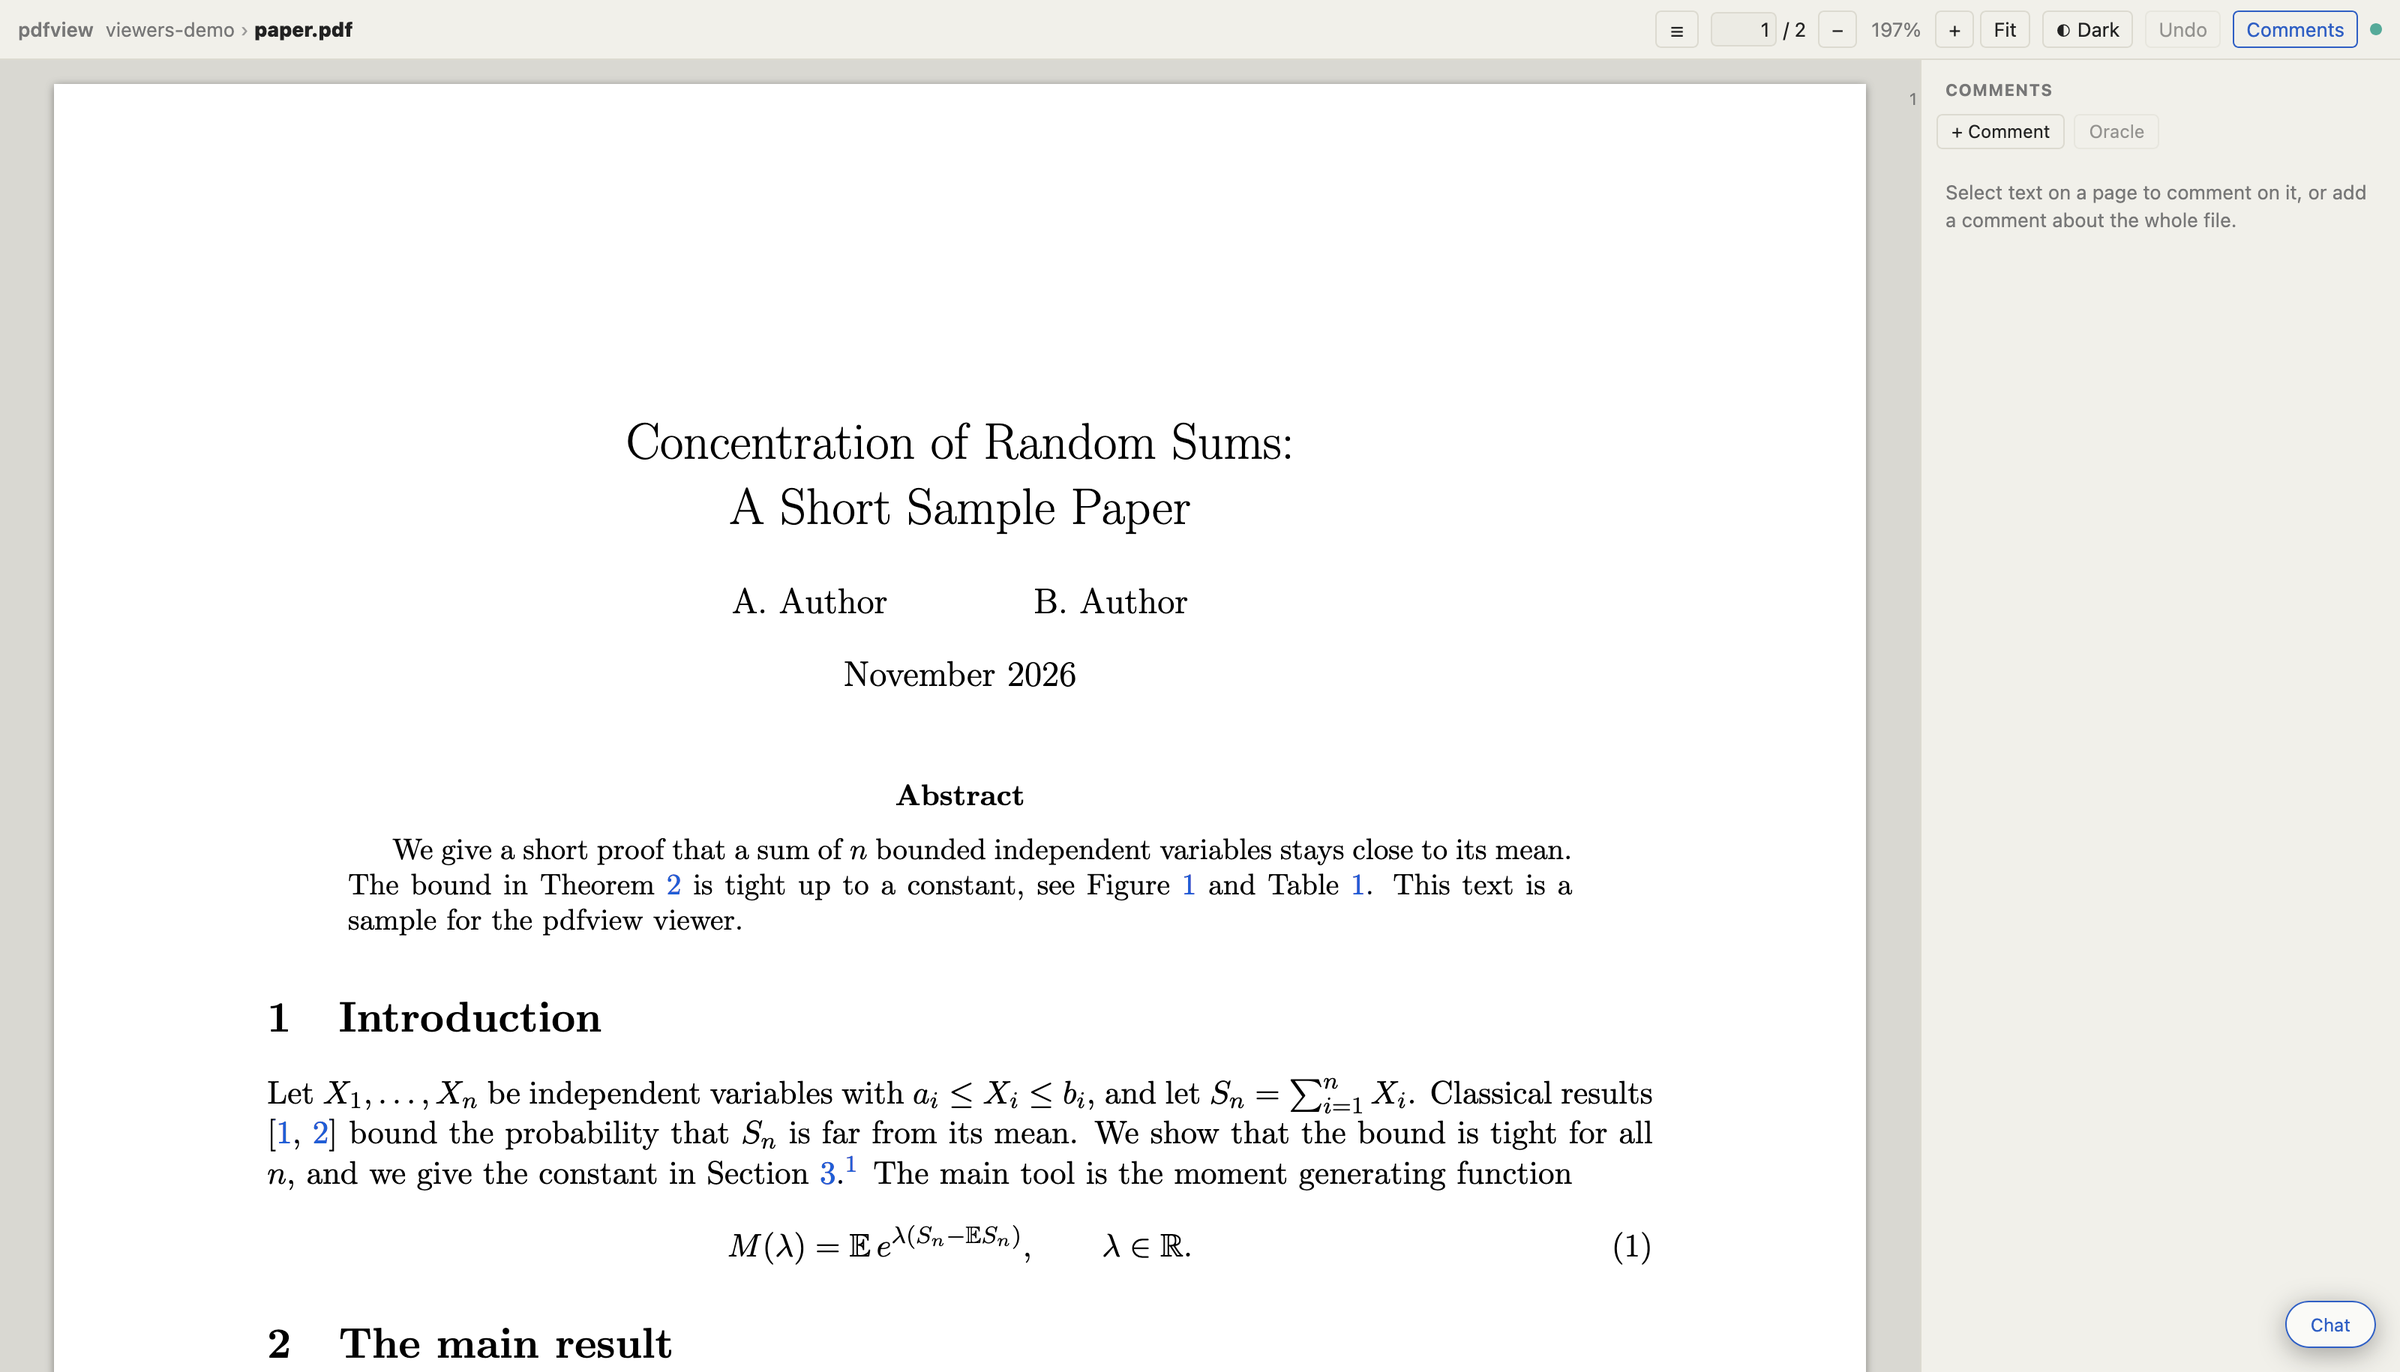 pdfview viewers-demo › paper.pdf
≡ 1 / 2 − 197% + Fit ◐ Dark Undo Comments
1
COMMENTS
+ Comment Oracle
Select text on a page to comment on it, or add
a comment about the whole file.
Concentration of Random Sums:
A Short Sample Paper
A. Author B. Author
November 2026
Abstract
We give a short proof that a sum of n bounded independent variables stays close to its mean.
The bound in Theorem 2 is tight up to a constant, see Figure 1 and Table 1. This text is a
sample for the pdfview viewer.
1 Introduction
Let X₁, . . . , Xₙ be independent variables with aᵢ ≤ Xᵢ ≤ bᵢ, and let Sₙ = ∑ⁿᵢ₌₁ Xᵢ. Classical results
[1, 2] bound the probability that Sₙ is far from its mean. We show that the bound is tight for all
n, and we give the constant in Section 3.¹ The main tool is the moment generating function
M(λ) = 𝔼 e^{λ(Sₙ−𝔼Sₙ)}, λ ∈ ℝ. (1)
2 The main result
Chat